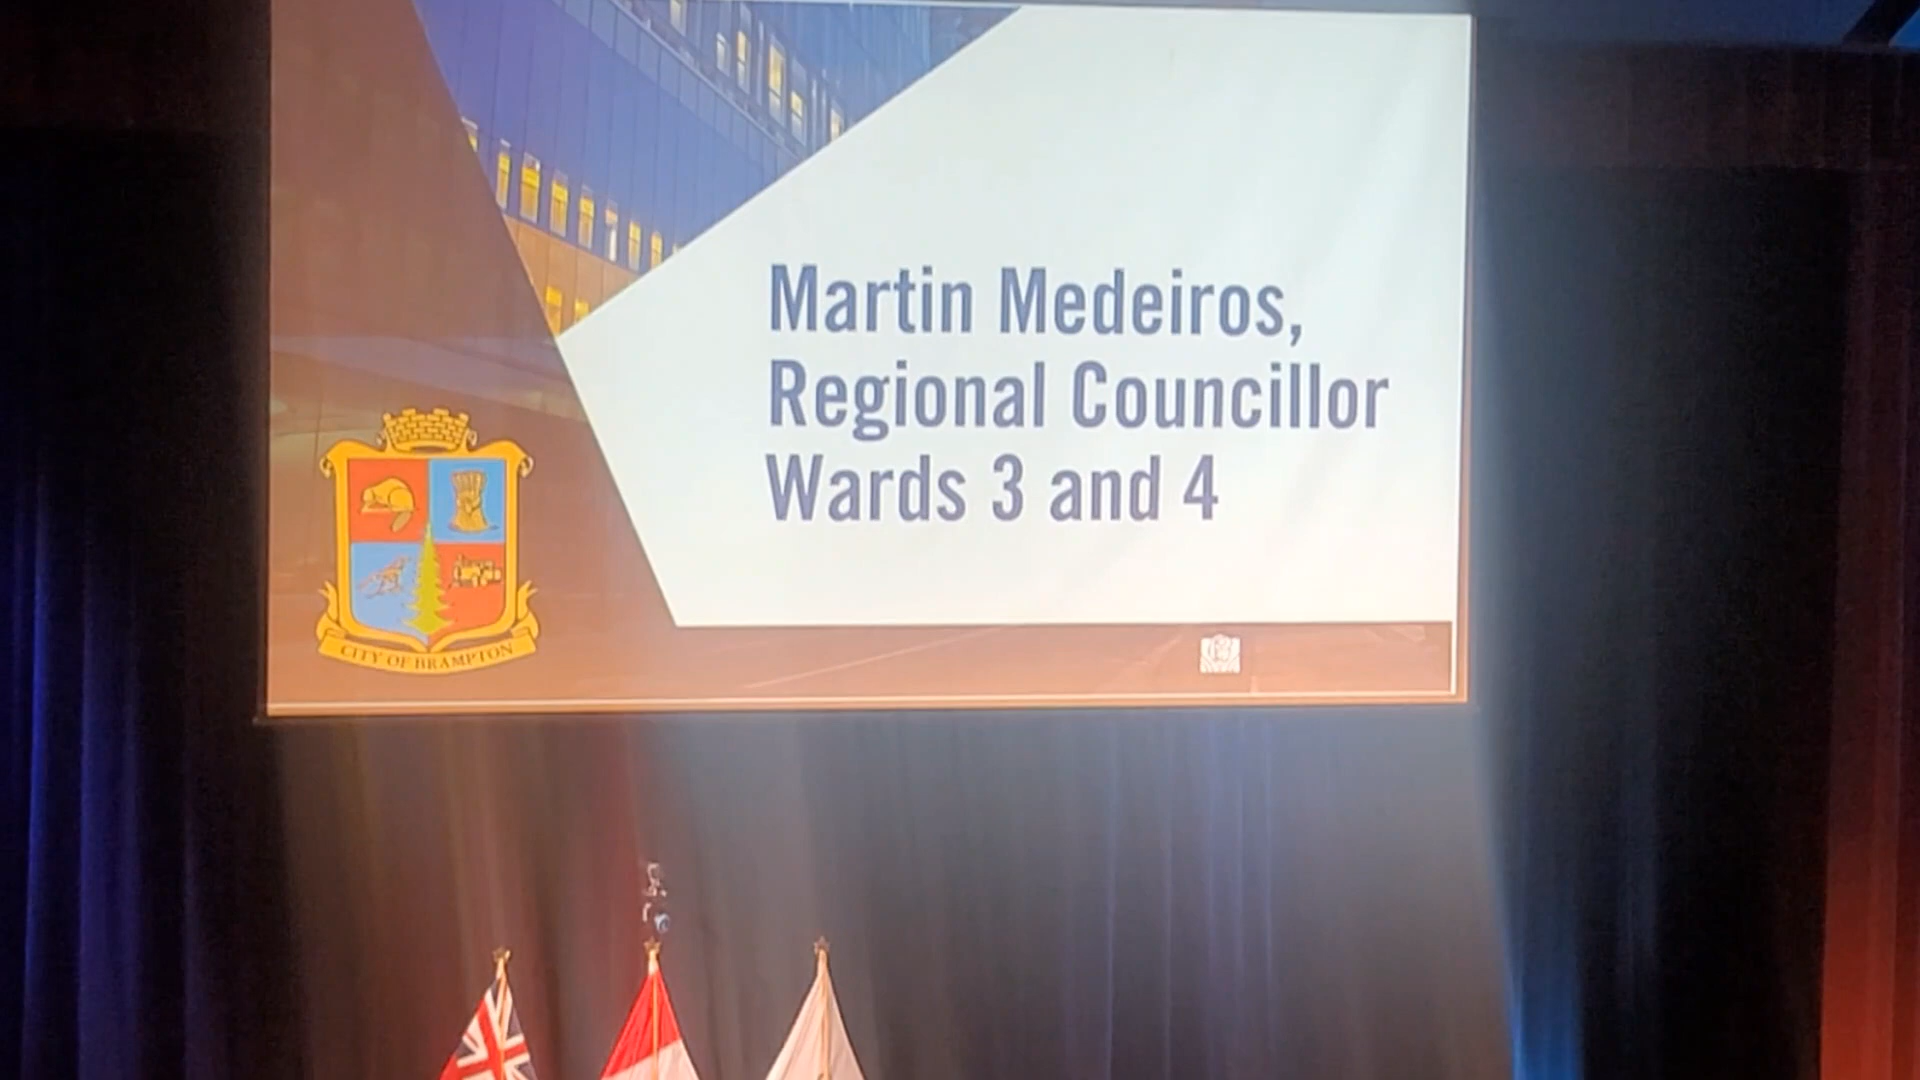 Martin Medeiros,
Regional Councillor
Wards 3 and 4
CITY OF BRAMPTON